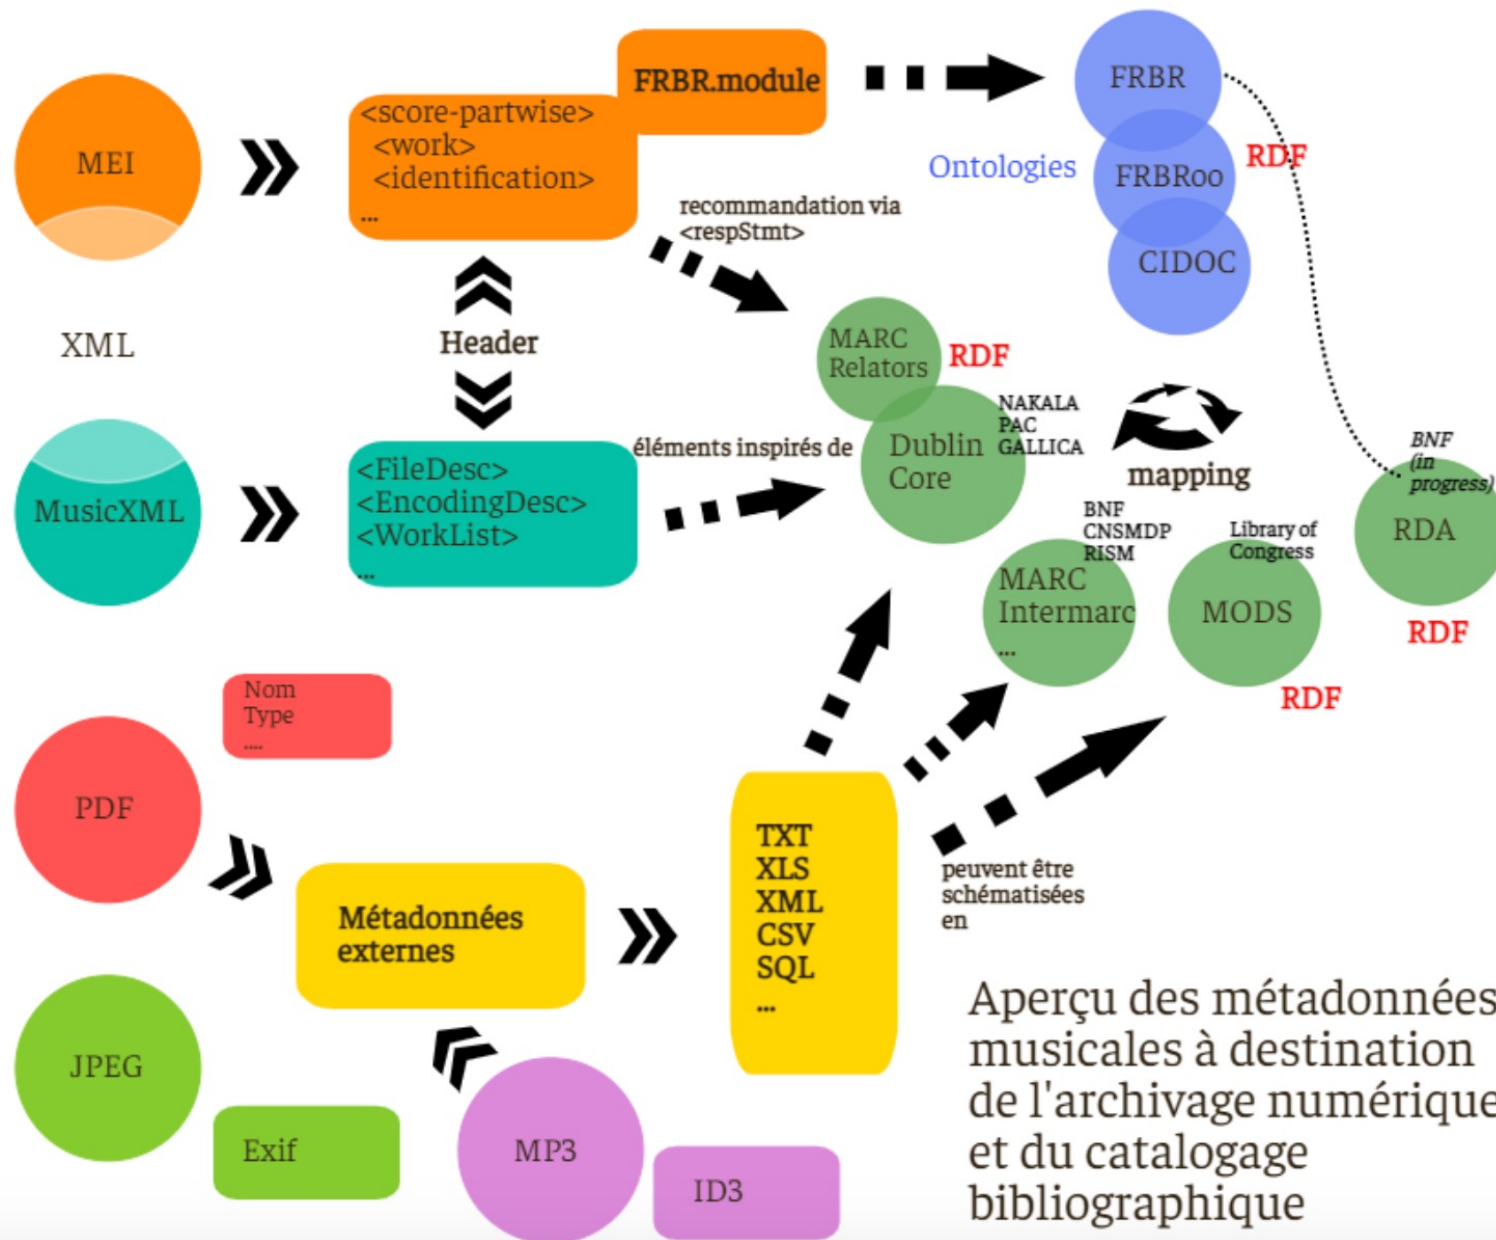 MEI
<score-partwise>
<work>
<identification>
...
FRBR.module
FRBR
FRBRoo
CIDOC
Ontologies
RDF
recommandation via
<respStmt>
XML
Header
MARC
Relators
RDF
Dublin
Core
NAKALA
PAC
GALLICA
mapping
MusicXML
<FileDesc>
<EncodingDesc>
<WorkList>
...
éléments inspirés de
BNF
CNSMDP
RISM
MARC
Intermarc
...
Library of
Congress
MODS
RDF
BNF
(in
progress)
RDA
RDF
Nom
Type
....
PDF
Métadonnées
externes
TXT
XLS
XML
CSV
SQL
...
peuvent être
schématisées
en
JPEG
Exif
MP3
ID3
Aperçu des métadonnées
musicales à destination
de l'archivage numérique
et du catalogage
bibliographique